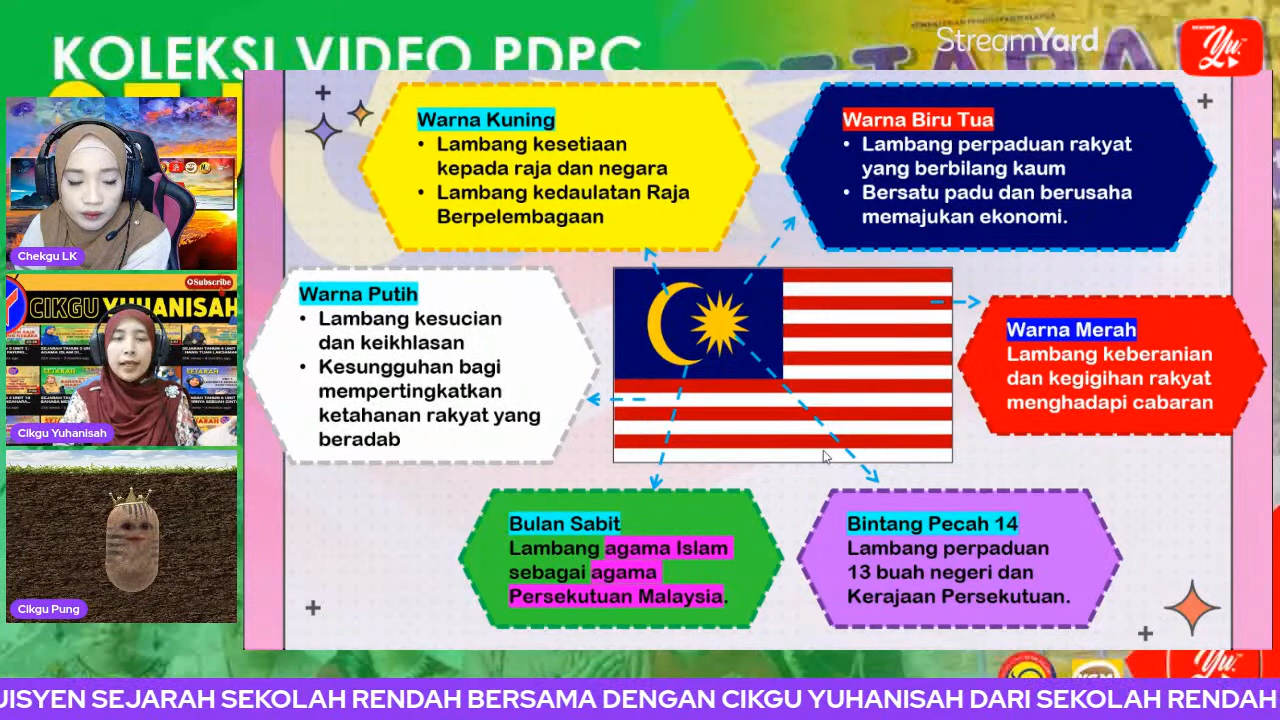 KOLEKSI VIDEO PDPC
StreamYard
Yu
Warna Kuning
• Lambang kesetiaan
kepada raja dan negara
• Lambang kedaulatan Raja
Berpelembagaan
Warna Biru Tua
• Lambang perpaduan rakyat
yang berbilang kaum
• Bersatu padu dan berusaha
memajukan ekonomi.
Chekgu LK
Subscribe
CIKGU YUHANISAH
Cikgu Yuhanisah
Warna Putih
• Lambang kesucian
dan keikhlasan
• Kesungguhan bagi
mempertingkatkan
ketahanan rakyat yang
beradab
Warna Merah
Lambang keberanian
dan kegigihan rakyat
menghadapi cabaran
Cikgu Pung
Bulan Sabit
Lambang agama Islam
sebagai agama
Persekutuan Malaysia.
Bintang Pecah 14
Lambang perpaduan
13 buah negeri dan
Kerajaan Persekutuan.
Yu
UISYEN SEJARAH SEKOLAH RENDAH BERSAMA DENGAN CIKGU YUHANISAH DARI SEKOLAH RENDAH